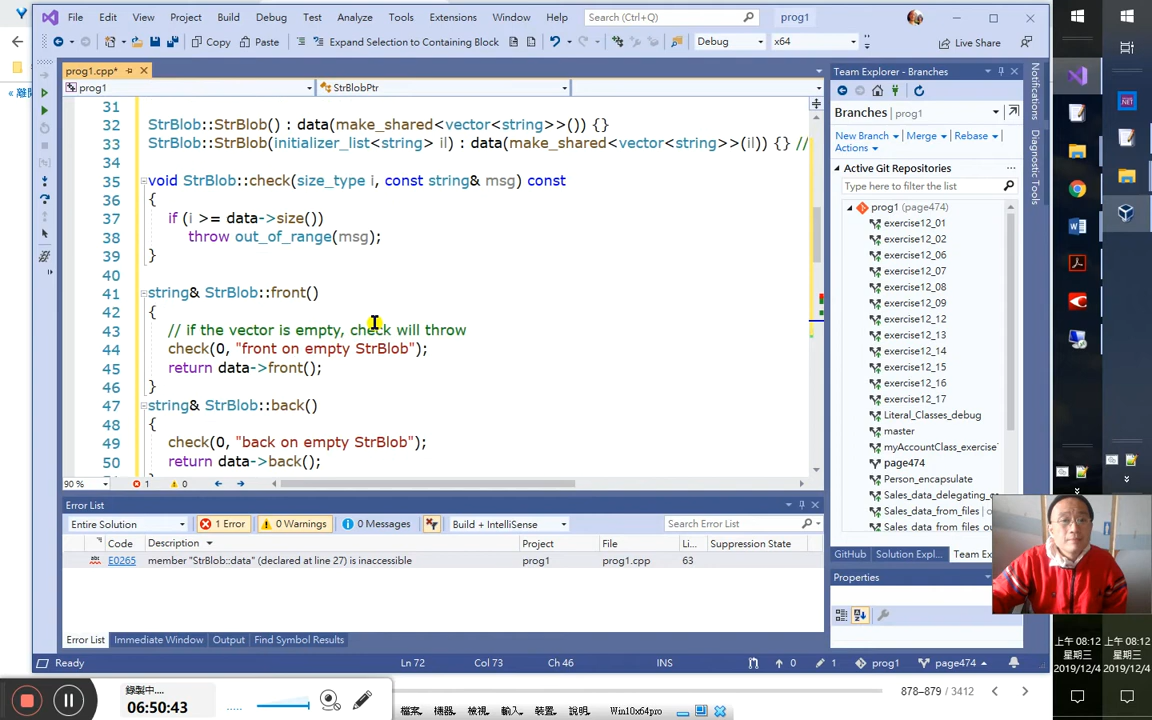 File Edit View Project Build Debug Test Analyze Tools Extensions Window Help Search (Ctrl+Q) prog1
Copy Paste Expand Selection to Containing Block Debug x64 Live Share
prog1.cpp*
prog1 StrBlobPtr
31
32 StrBlob::StrBlob() : data(make_shared<vector<string>>()) {}
33 StrBlob::StrBlob(initializer_list<string> il) : data(make_shared<vector<string>>(il)) {} //
34
35 void StrBlob::check(size_type i, const string& msg) const
36 {
37 if (i >= data->size())
38 throw out_of_range(msg);
39 }
40
41 string& StrBlob::front()
42 {
43 // if the vector is empty, check will throw
44 check(0, "front on empty StrBlob");
45 return data->front();
46 }
47 string& StrBlob::back()
48 {
49 check(0, "back on empty StrBlob");
50 return data->back();
90 % 1 0
Error List
Entire Solution 1 Error 0 Warnings 0 Messages Build + IntelliSense Search Error List
Code Description Project File Li... Suppression State
E0265 member "StrBlob::data" (declared at line 27) is inaccessible prog1 prog1.cpp 63
Error List Immediate Window Output Find Symbol Results
Ready Ln 72 Col 73 Ch 46 INS 0 1 prog1 page474
Team Explorer - Branches
Branches prog1
New Branch Merge Rebase
Actions
Active Git Repositories
Type here to filter the list
prog1 (page474)
exercise12_01
exercise12_02
exercise12_06
exercise12_07
exercise12_08
exercise12_09
exercise12_12
exercise12_13
exercise12_14
exercise12_15
exercise12_16
exercise12_17
Literal_Classes_debug
master
myAccountClass_exercise
page474
Person_encapsulate
Sales_data_delegating_c
Sales_data_from_files
Sales data from files ou
GitHub Solution Expl... Team Ex
Properties
Notifications
Diagnostic Tools
上午 08:12
星期三
2019/12/4
上午 08:12
星期三
2019/12/4
錄製中....
06:50:43
878–879 / 3412
檔案, 機器, 檢視, 輸入, 裝置, 說明, Win10x64pro